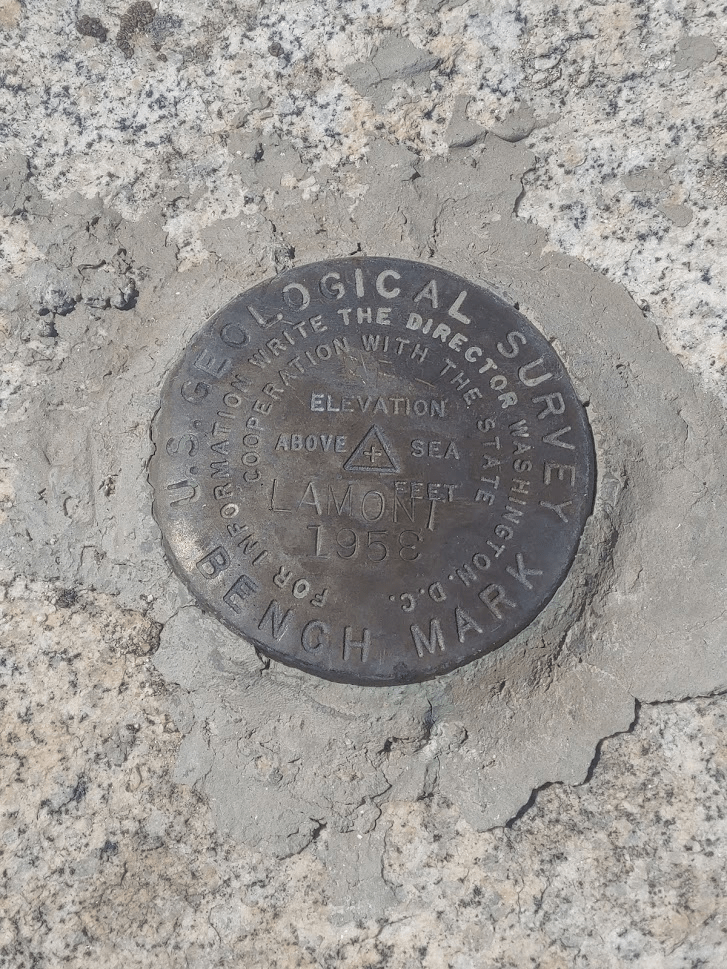 U.S. GEOLOGICAL SURVEY
FOR INFORMATION WRITE THE DIRECTOR WASHINGTON, D.C.
COOPERATION WITH THE STATE
ELEVATION
ABOVE SEA
FEET
LAMONT
1958
BENCH MARK